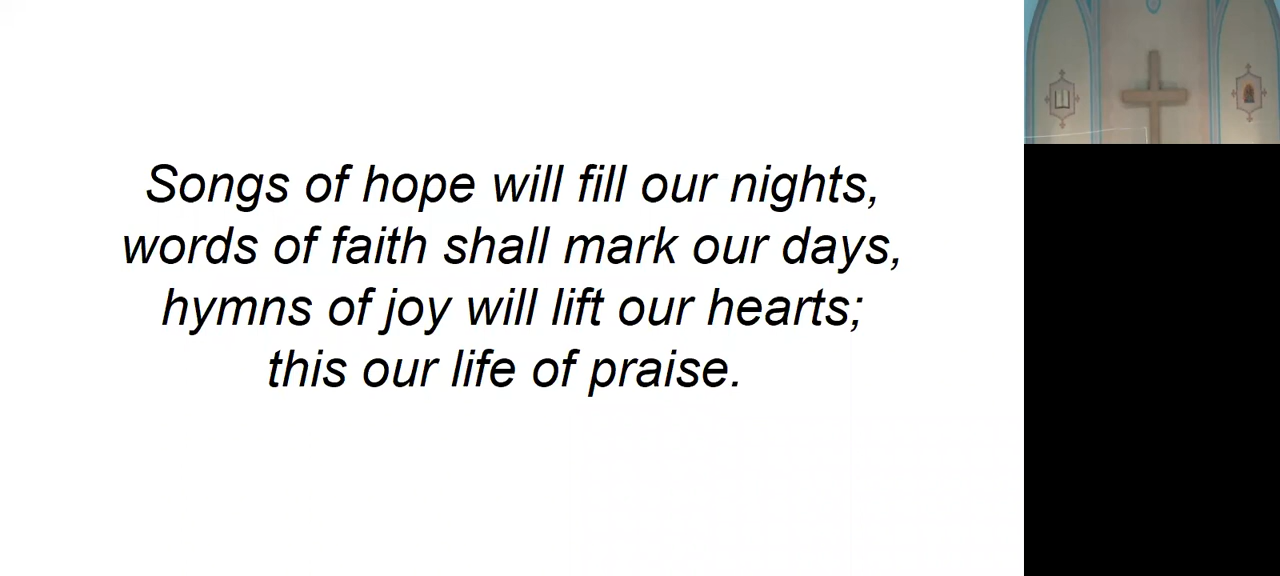 Songs of hope will fill our nights,
words of faith shall mark our days,
hymns of joy will lift our hearts;
this our life of praise.